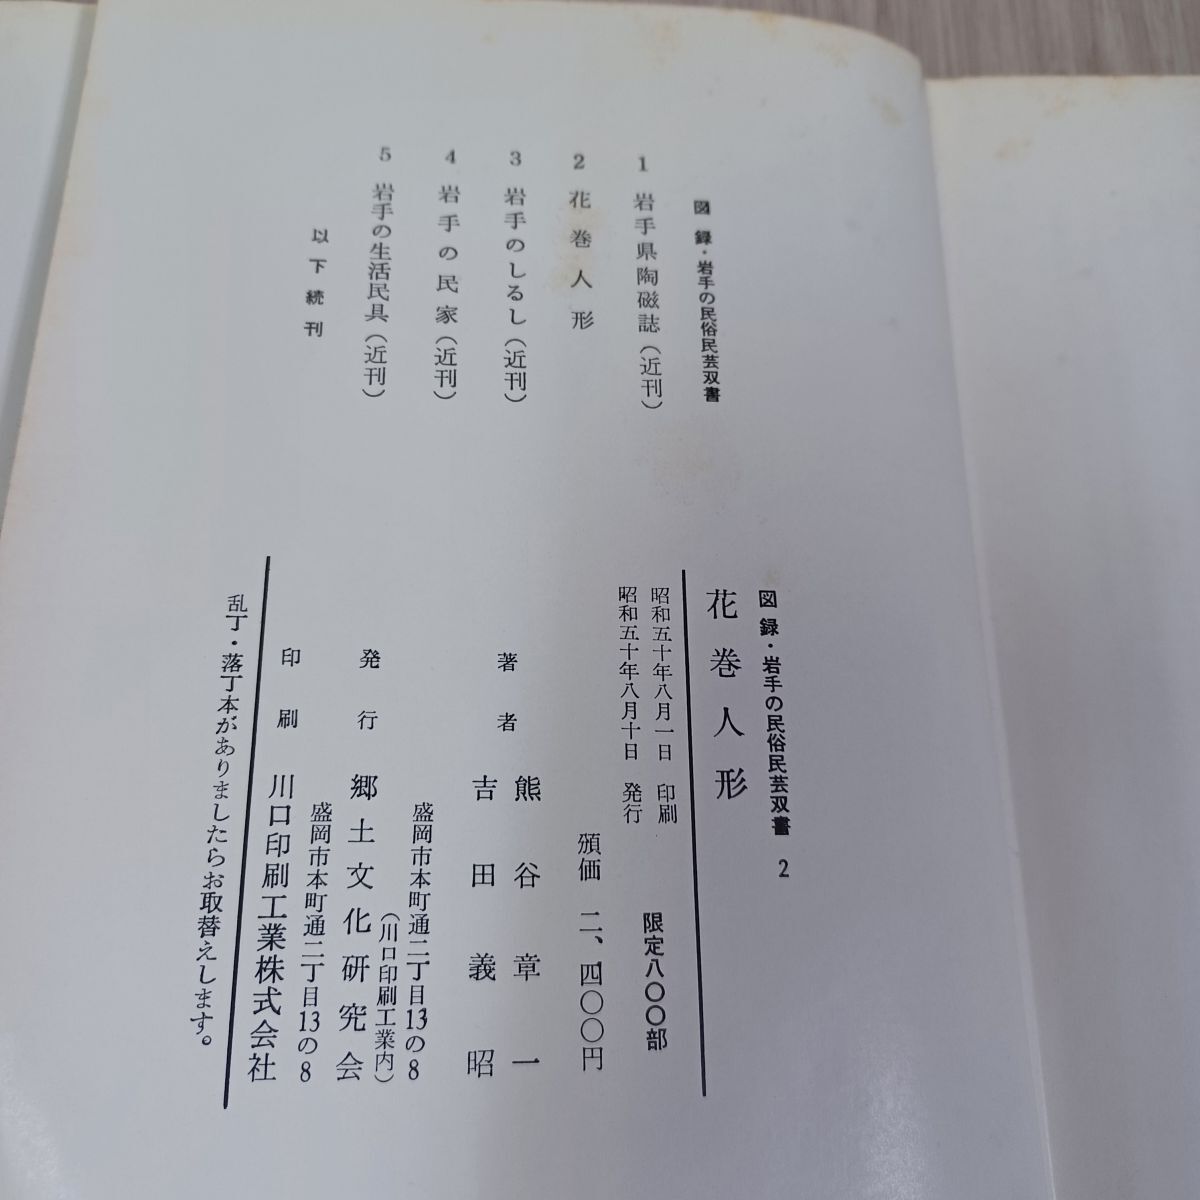 図録・岩手の民俗民芸双書
1 岩手県陶磁誌（近刊）
2 花巻人形
3 岩手のしるし（近刊）
4 岩手の民家（近刊）
5 岩手の生活民具（近刊）
以下続刊
図録・岩手の民俗民芸双書 2
花巻人形
昭和五十年八月一日 印刷
昭和五十年八月十日 発行
限定八〇〇部
頒価 二、四〇〇円
著者 熊谷章一
吉田義昭
盛岡市本町通二丁目13の8
（川口印刷工業内）
発行 郷土文化研究会
盛岡市本町通二丁目13の8
印刷 川口印刷工業株式会社
乱丁・落丁本がありましたらお取替えします。